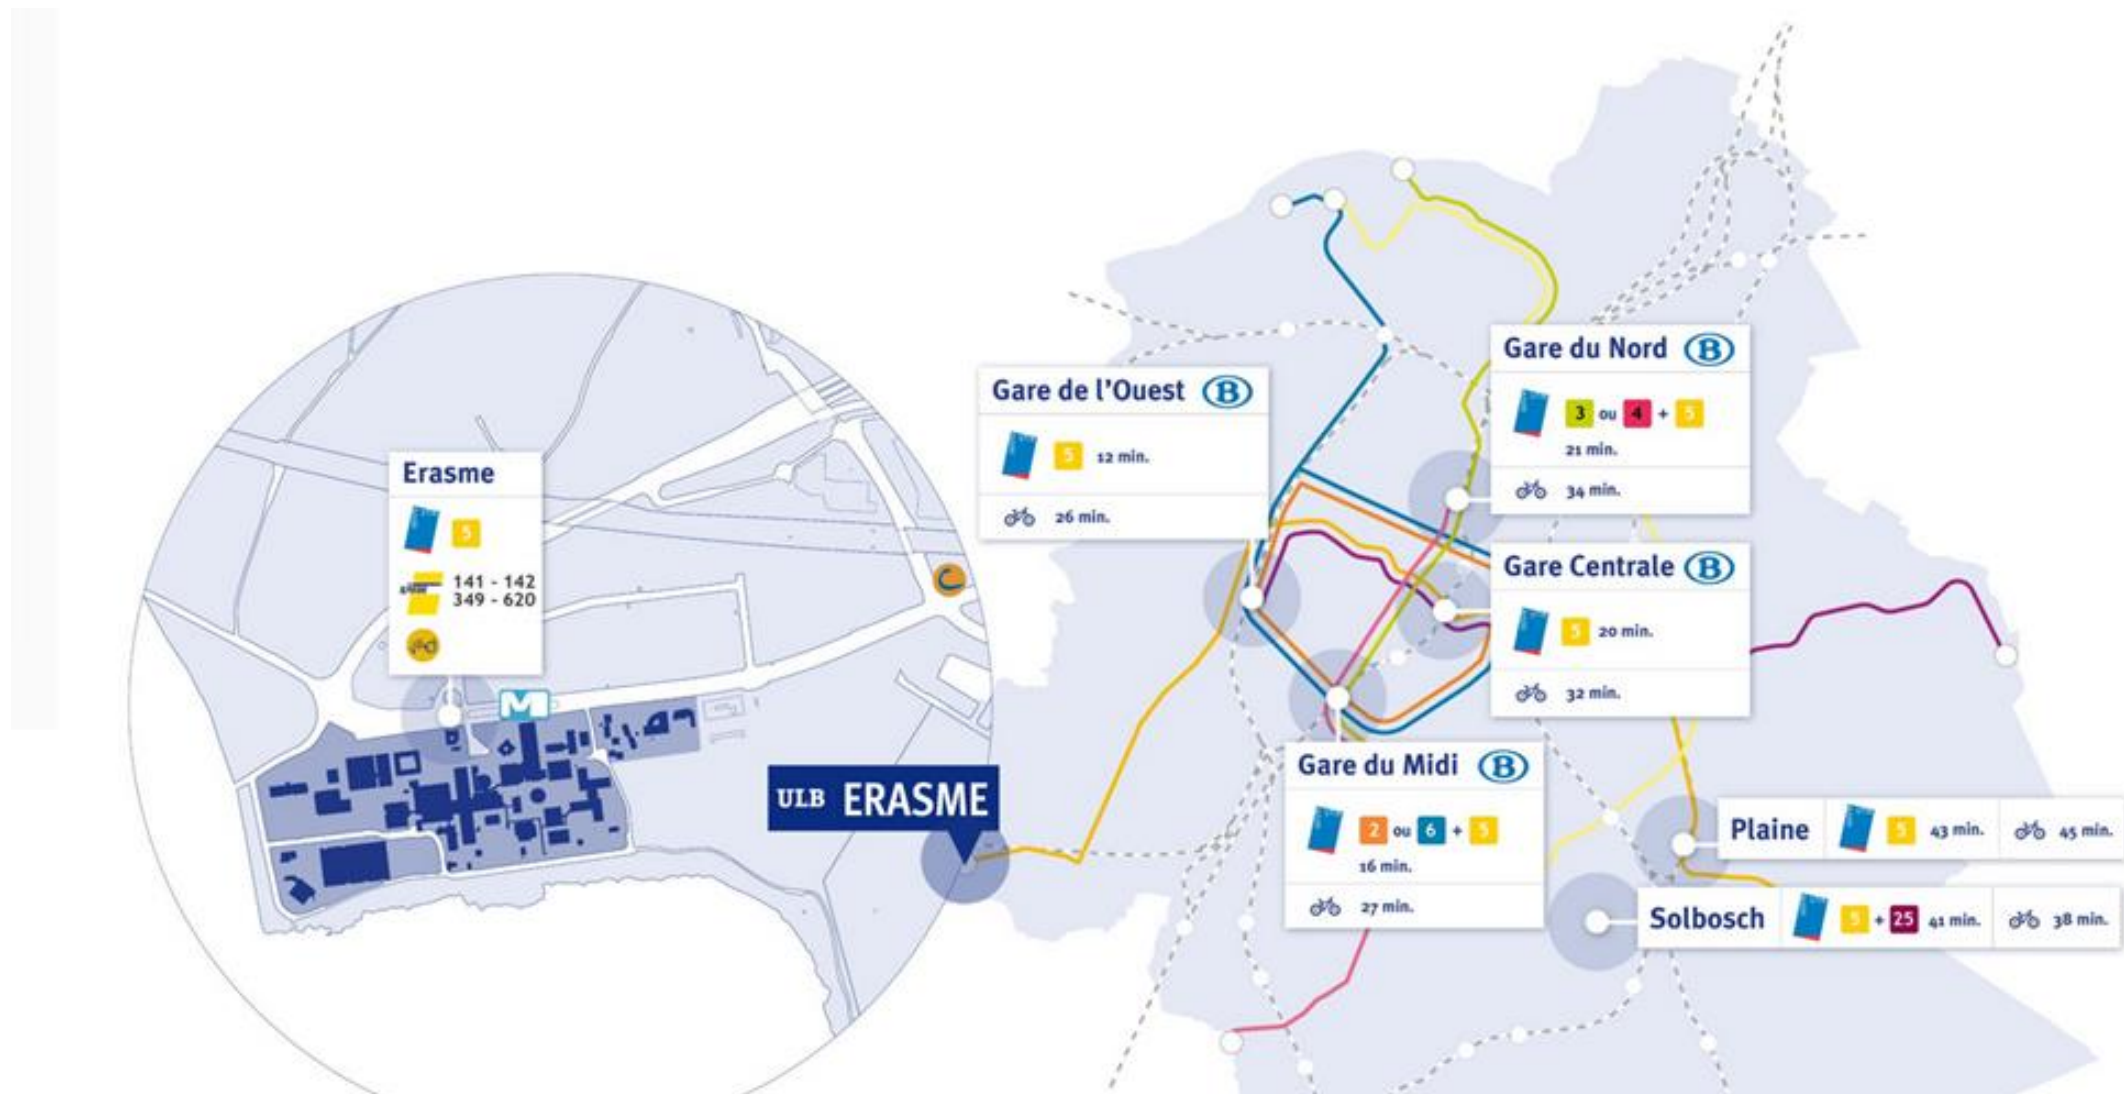 Erasme
5
141 - 142
349 - 620
M
ULB ERASME
Gare de l'Ouest B
5 12 min.
26 min.
Gare du Nord B
3 ou 4 + 5
21 min.
34 min.
Gare Centrale B
5 20 min.
32 min.
Gare du Midi B
2 ou 6 + 5
16 min.
27 min.
Plaine 5 43 min. 45 min.
Solbosch 5 + 25 41 min. 38 min.